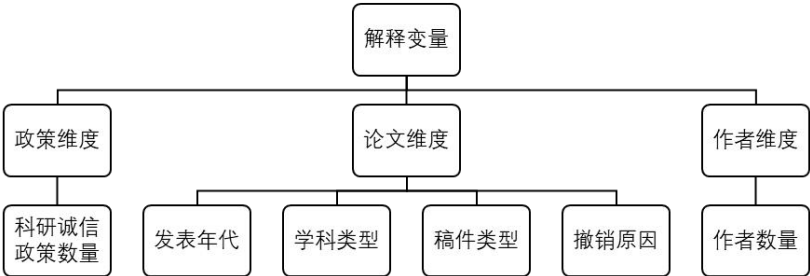 解释变量
政策维度
论文维度
作者维度
科研诚信
政策数量
发表年代
学科类型
稿件类型
撤销原因
作者数量